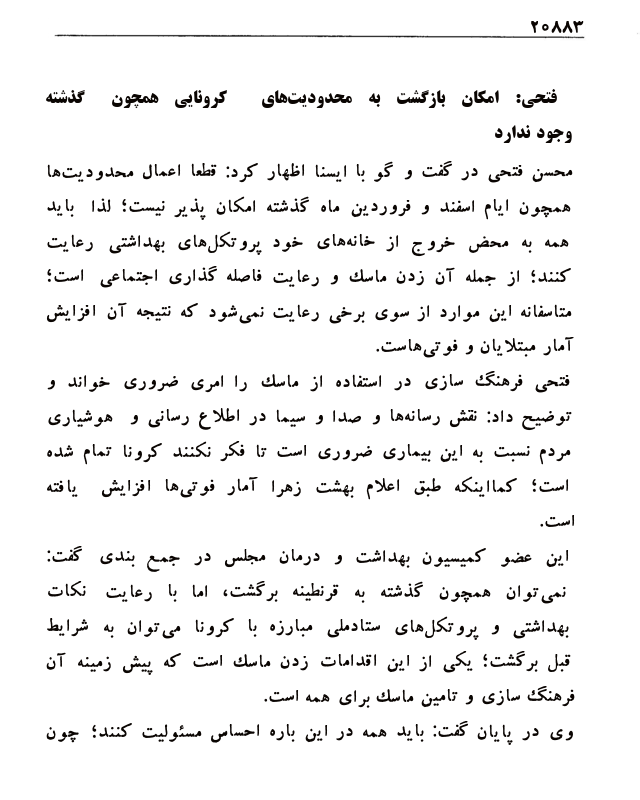 ۲۰۸۸۳
فتحی: امکان بازگشت به محدودیت‌های کرونایی همچون گذشته
وجود ندارد
محسن فتحی در گفت و گو با ایسنا اظهار کرد: قطعا اعمال محدودیت‌ها
همچون ایام اسفند و فروردین ماه گذشته امکان پذیر نیست؛ لذا باید
همه به محض خروج از خانه‌های خود پروتکل‌های بهداشتی رعایت
کنند؛ از جمله آن زدن ماسک و رعایت فاصله گذاری اجتماعی است؛
متاسفانه این موارد از سوی برخی رعایت نمی‌شود که نتیجه آن افزایش
آمار مبتلایان و فوتی‌هاست.
فتحی فرهنگ سازی در استفاده از ماسک را امری ضروری خواند و
توضیح داد: نقش رسانه‌ها و صدا و سیما در اطلاع رسانی و هوشیاری
مردم نسبت به این بیماری ضروری است تا فکر نکنند کرونا تمام شده
است؛ کمااینکه طبق اعلام بهشت زهرا آمار فوتی‌ها افزایش یافته
است.
این عضو کمیسیون بهداشت و درمان مجلس در جمع بندی گفت:
نمی‌توان همچون گذشته به قرنطینه برگشت، اما با رعایت نکات
بهداشتی و پروتکل‌های ستادملی مبارزه با کرونا می‌توان به شرایط
قبل برگشت؛ یکی از این اقدامات زدن ماسک است که پیش زمینه آن
فرهنگ سازی و تامین ماسک برای همه است.
وی در پایان گفت: باید همه در این باره احساس مسئولیت کنند؛ چون